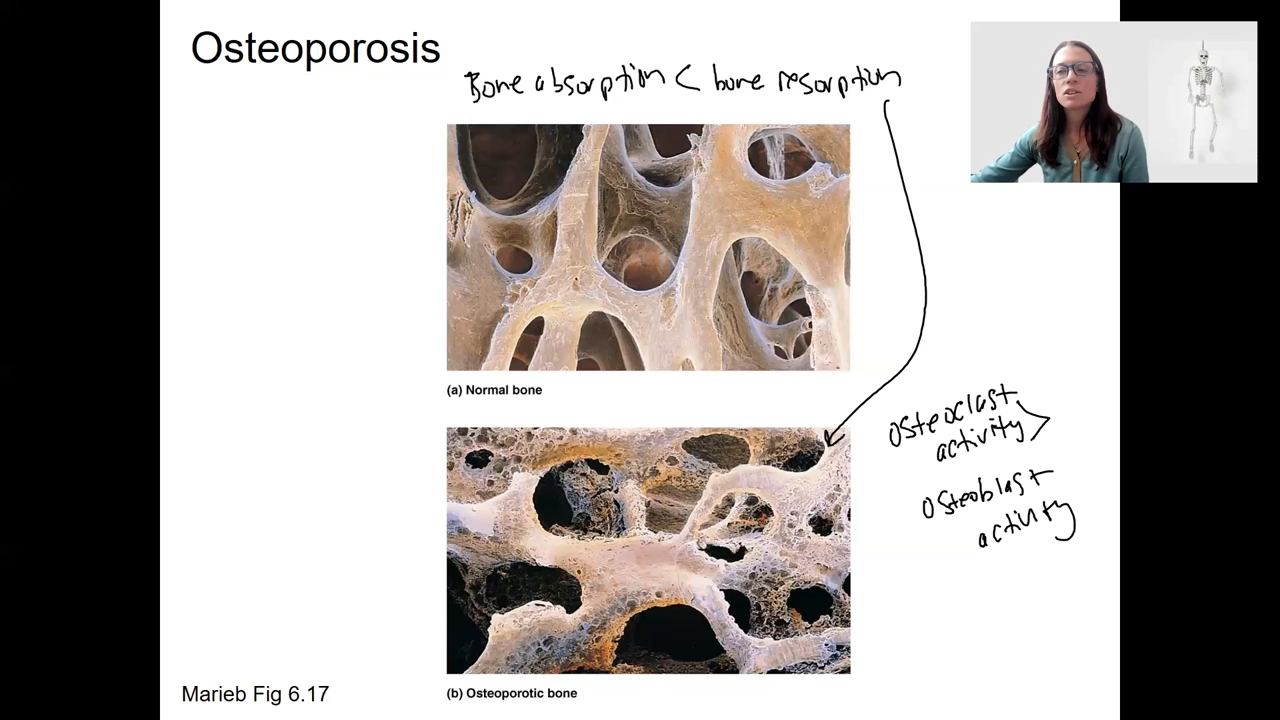 Osteoporosis
Bone absorption < bone resorption
(a) Normal bone
osteoclast
activity >
osteoblast
activity
(b) Osteoporotic bone
Marieb Fig 6.17